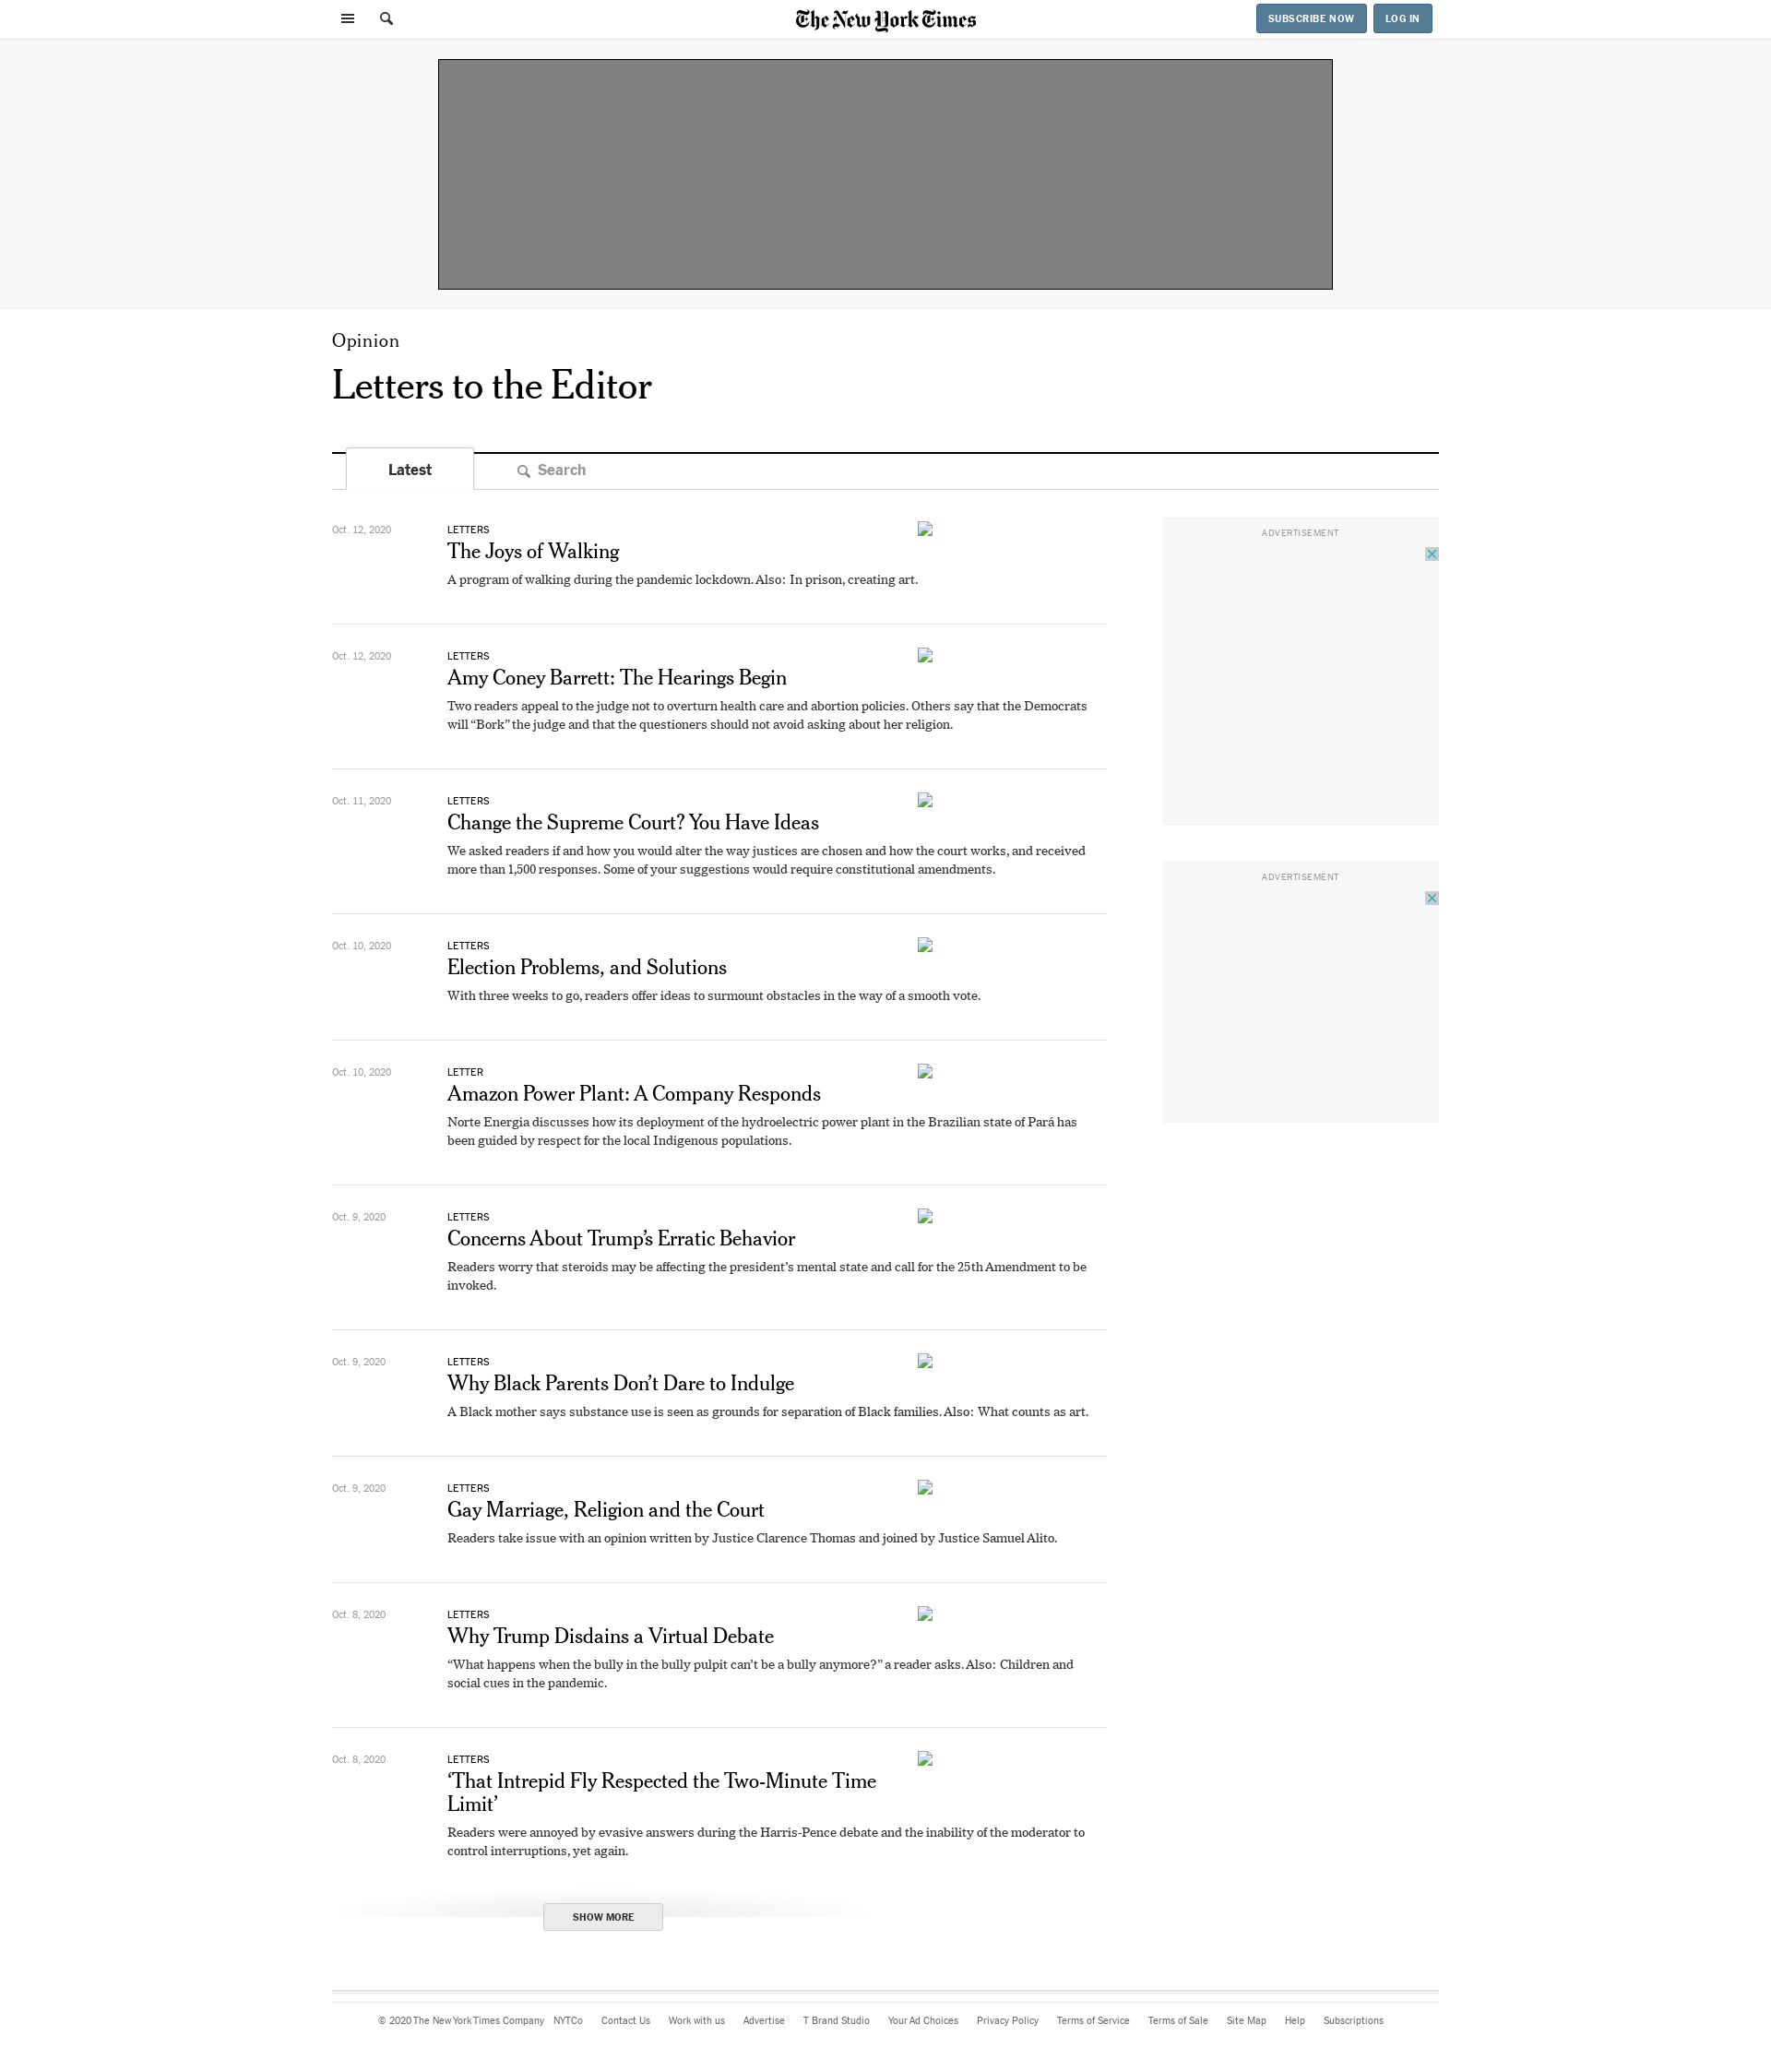 The New York Times
SUBSCRIBE NOW
LOG IN
Opinion
Letters to the Editor
Latest
Search
Oct. 12, 2020
LETTERS
The Joys of Walking
A program of walking during the pandemic lockdown. Also: In prison, creating art.
Oct. 12, 2020
LETTERS
Amy Coney Barrett: The Hearings Begin
Two readers appeal to the judge not to overturn health care and abortion policies. Others say that the Democrats
will “Bork” the judge and that the questioners should not avoid asking about her religion.
Oct. 11, 2020
LETTERS
Change the Supreme Court? You Have Ideas
We asked readers if and how you would alter the way justices are chosen and how the court works, and received
more than 1,500 responses. Some of your suggestions would require constitutional amendments.
Oct. 10, 2020
LETTERS
Election Problems, and Solutions
With three weeks to go, readers offer ideas to surmount obstacles in the way of a smooth vote.
Oct. 10, 2020
LETTER
Amazon Power Plant: A Company Responds
Norte Energia discusses how its deployment of the hydroelectric power plant in the Brazilian state of Pará has
been guided by respect for the local Indigenous populations.
Oct. 9, 2020
LETTERS
Concerns About Trump’s Erratic Behavior
Readers worry that steroids may be affecting the president’s mental state and call for the 25th Amendment to be
invoked.
Oct. 9, 2020
LETTERS
Why Black Parents Don’t Dare to Indulge
A Black mother says substance use is seen as grounds for separation of Black families. Also: What counts as art.
Oct. 9, 2020
LETTERS
Gay Marriage, Religion and the Court
Readers take issue with an opinion written by Justice Clarence Thomas and joined by Justice Samuel Alito.
Oct. 8, 2020
LETTERS
Why Trump Disdains a Virtual Debate
“What happens when the bully in the bully pulpit can’t be a bully anymore?” a reader asks. Also: Children and
social cues in the pandemic.
Oct. 8, 2020
LETTERS
‘That Intrepid Fly Respected the Two-Minute Time
Limit’
Readers were annoyed by evasive answers during the Harris-Pence debate and the inability of the moderator to
control interruptions, yet again.
SHOW MORE
ADVERTISEMENT
ADVERTISEMENT
© 2020 The New York Times Company NYTCo Contact Us Work with us Advertise T Brand Studio Your Ad Choices Privacy Policy Terms of Service Terms of Sale Site Map Help Subscriptions